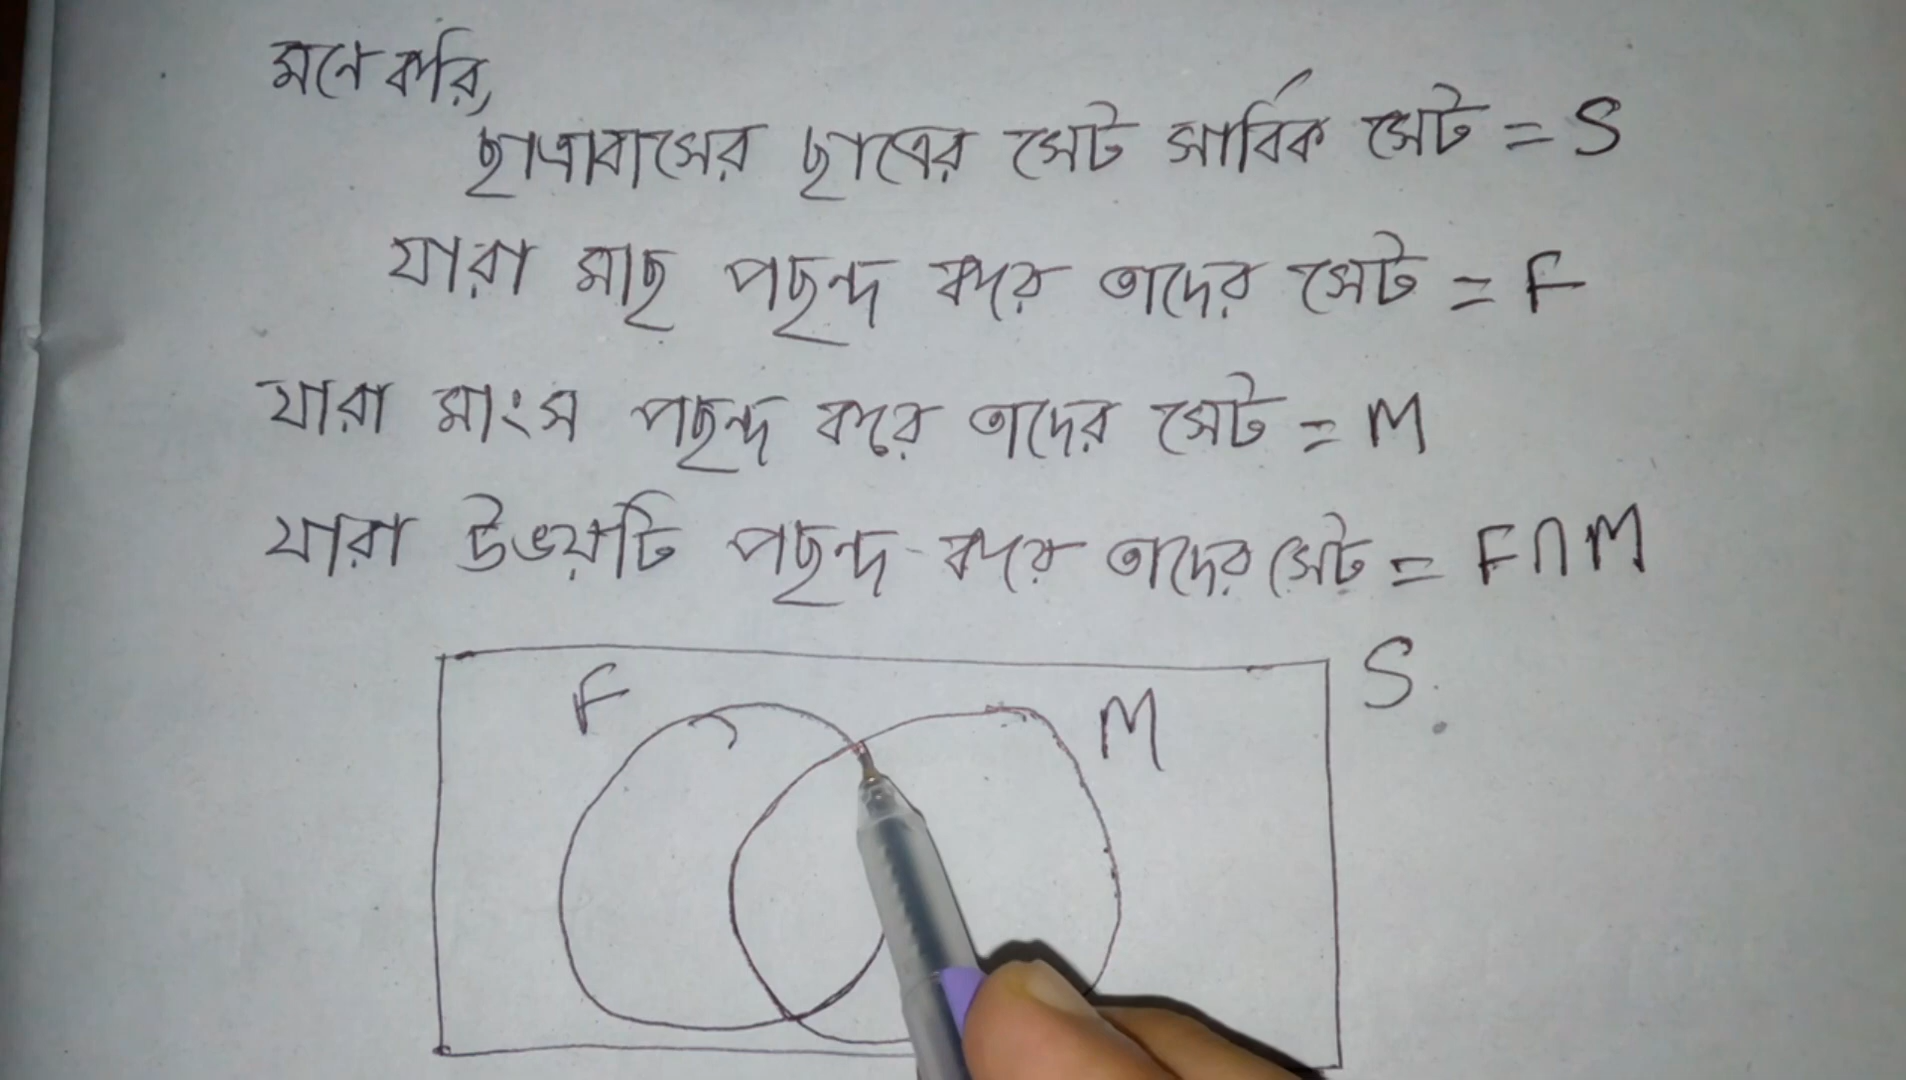 মনে করি,
ছাত্রাবাসের ছাত্রের সেট সার্বিক সেট = S
যারা মাছ পছন্দ করে তাদের সেট = F
যারা মাংস পছন্দ করে তাদের সেট = M
যারা উভয়টি পছন্দ করে তাদের সেট = F∩M
F M S